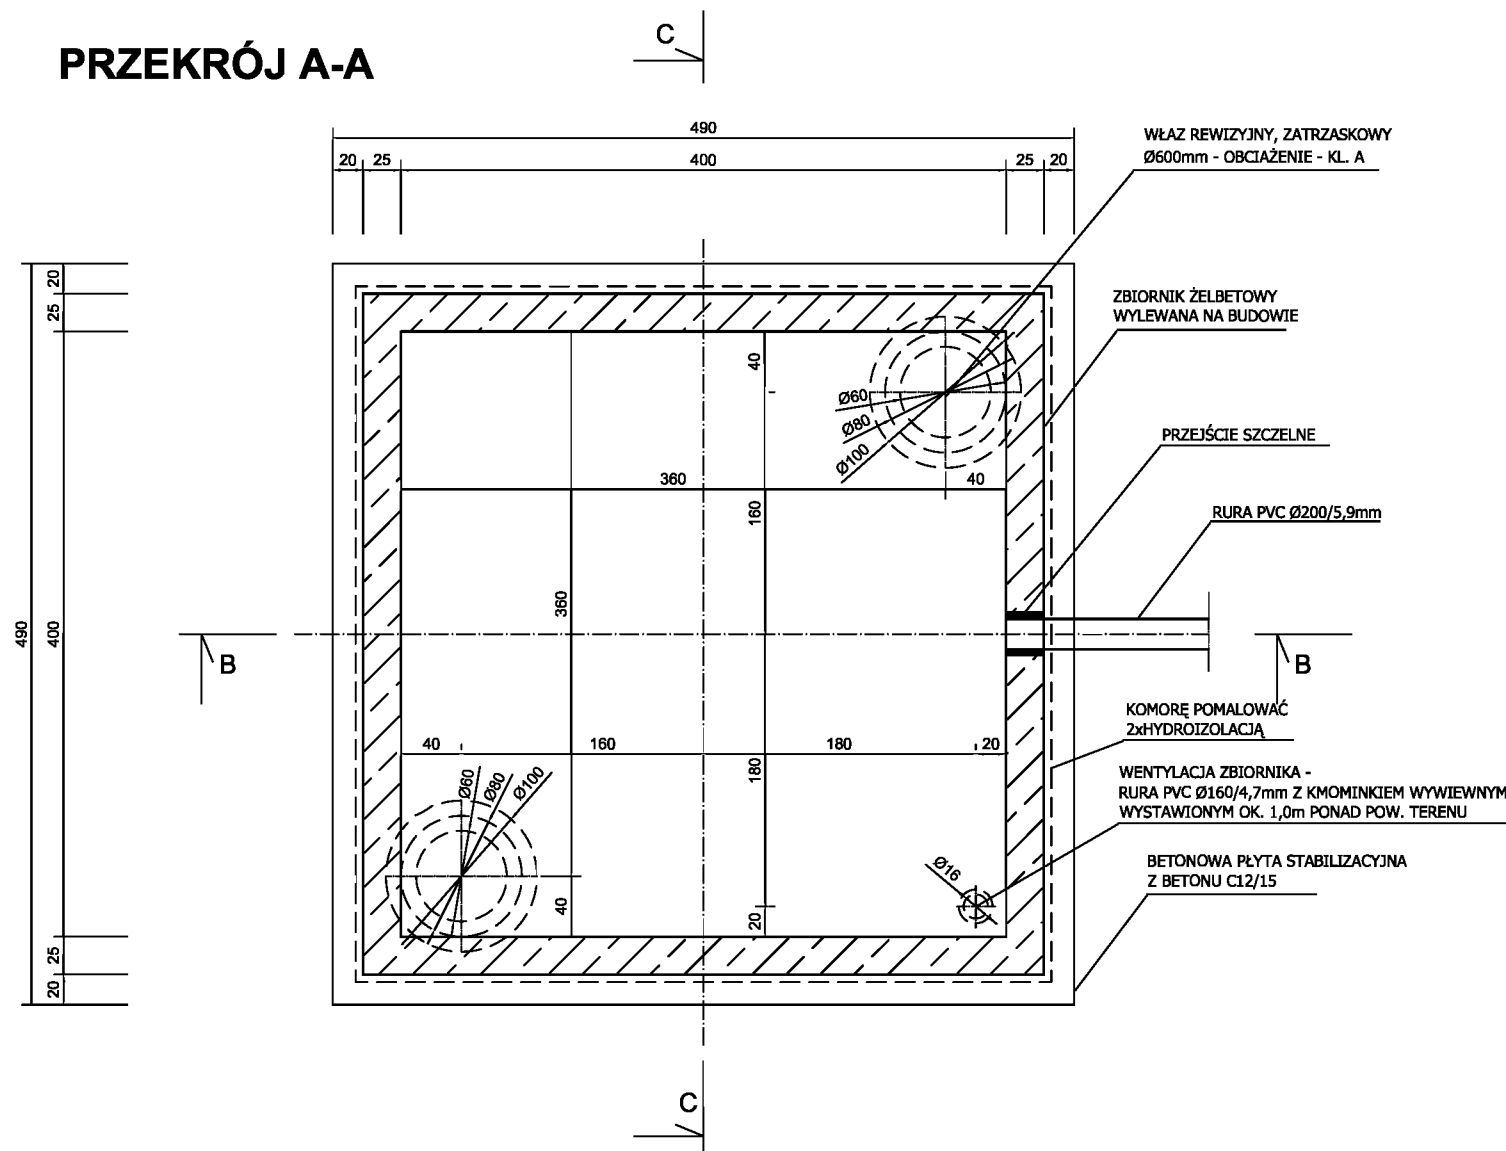 PRZEKRÓJ A-A
C
490
20 25 400 25 20
WŁAZ REWIZYJNY, ZATRZASKOWY
Ø600mm - OBCIAŻENIE - KL. A
20
25
ZBIORNIK ŻELBETOWY
WYLEWANA NA BUDOWIE
40
Ø60
Ø80
Ø100
PRZEJŚCIE SZCZELNE
360
40
160
RURA PVC Ø200/5,9mm
360
490
400
B
B
KOMORĘ POMALOWAĆ
2xHYDROIZOLACJĄ
40 160 180 20
180
Ø60
Ø80
Ø100
WENTYLACJA ZBIORNIKA -
RURA PVC Ø160/4,7mm Z KMOMINKIEM WYWIEWNYM
WYSTAWIONYM OK. 1,0m PONAD POW. TERENU
Ø16
BETONOWA PŁYTA STABILIZACYJNA
Z BETONU C12/15
40
20
25
20
C